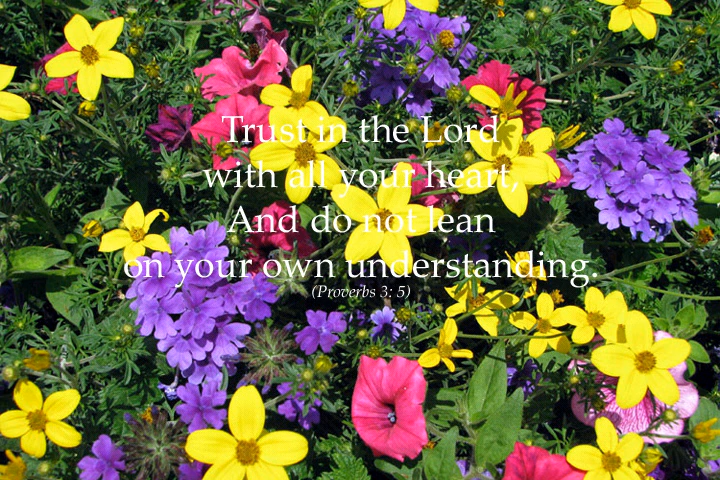 Trust in the Lord
with all your heart,
And do not lean
on your own understanding.
(Proverbs 3: 5)